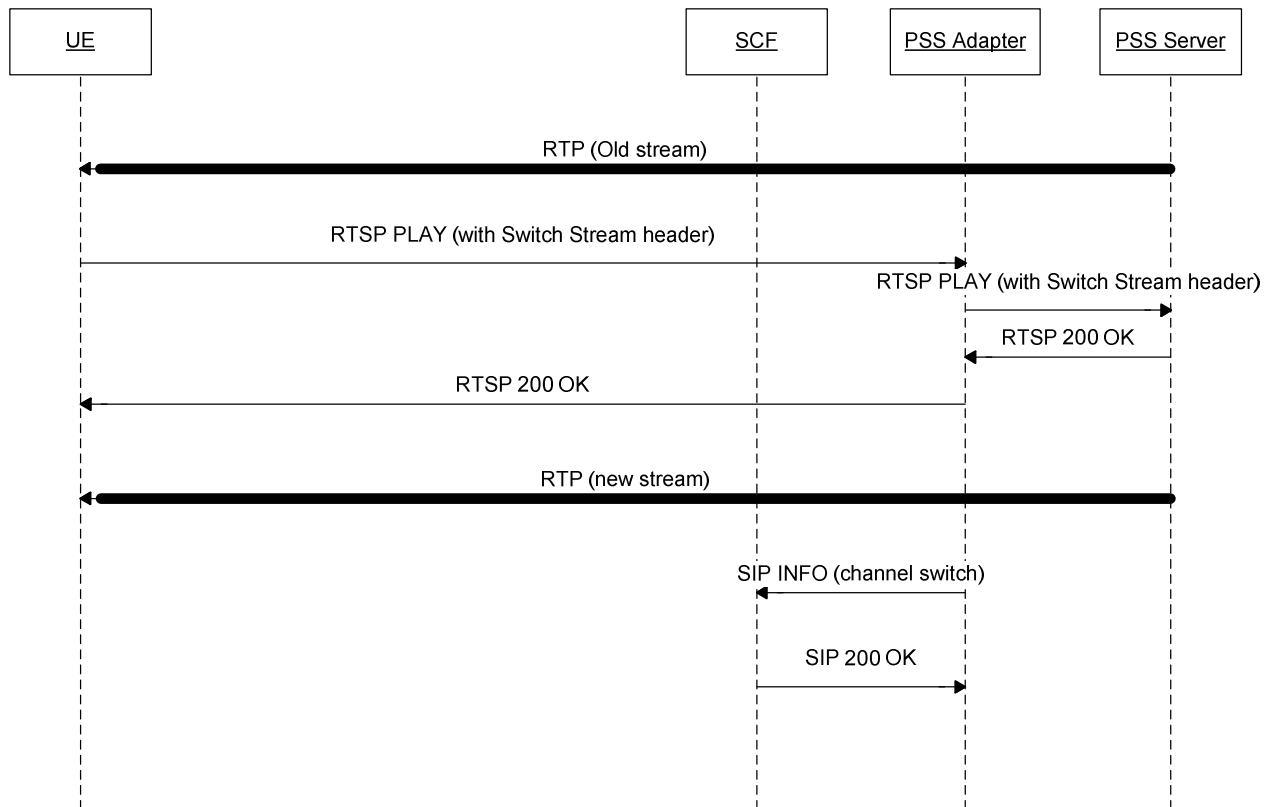 UE
SCF
PSS Adapter
PSS Server
RTP (Old stream)
RTSP PLAY (with Switch Stream header)
RTSP PLAY (with Switch Stream header)
RTSP 200 OK
RTSP 200 OK
RTP (new stream)
SIP INFO (channel switch)
SIP 200 OK